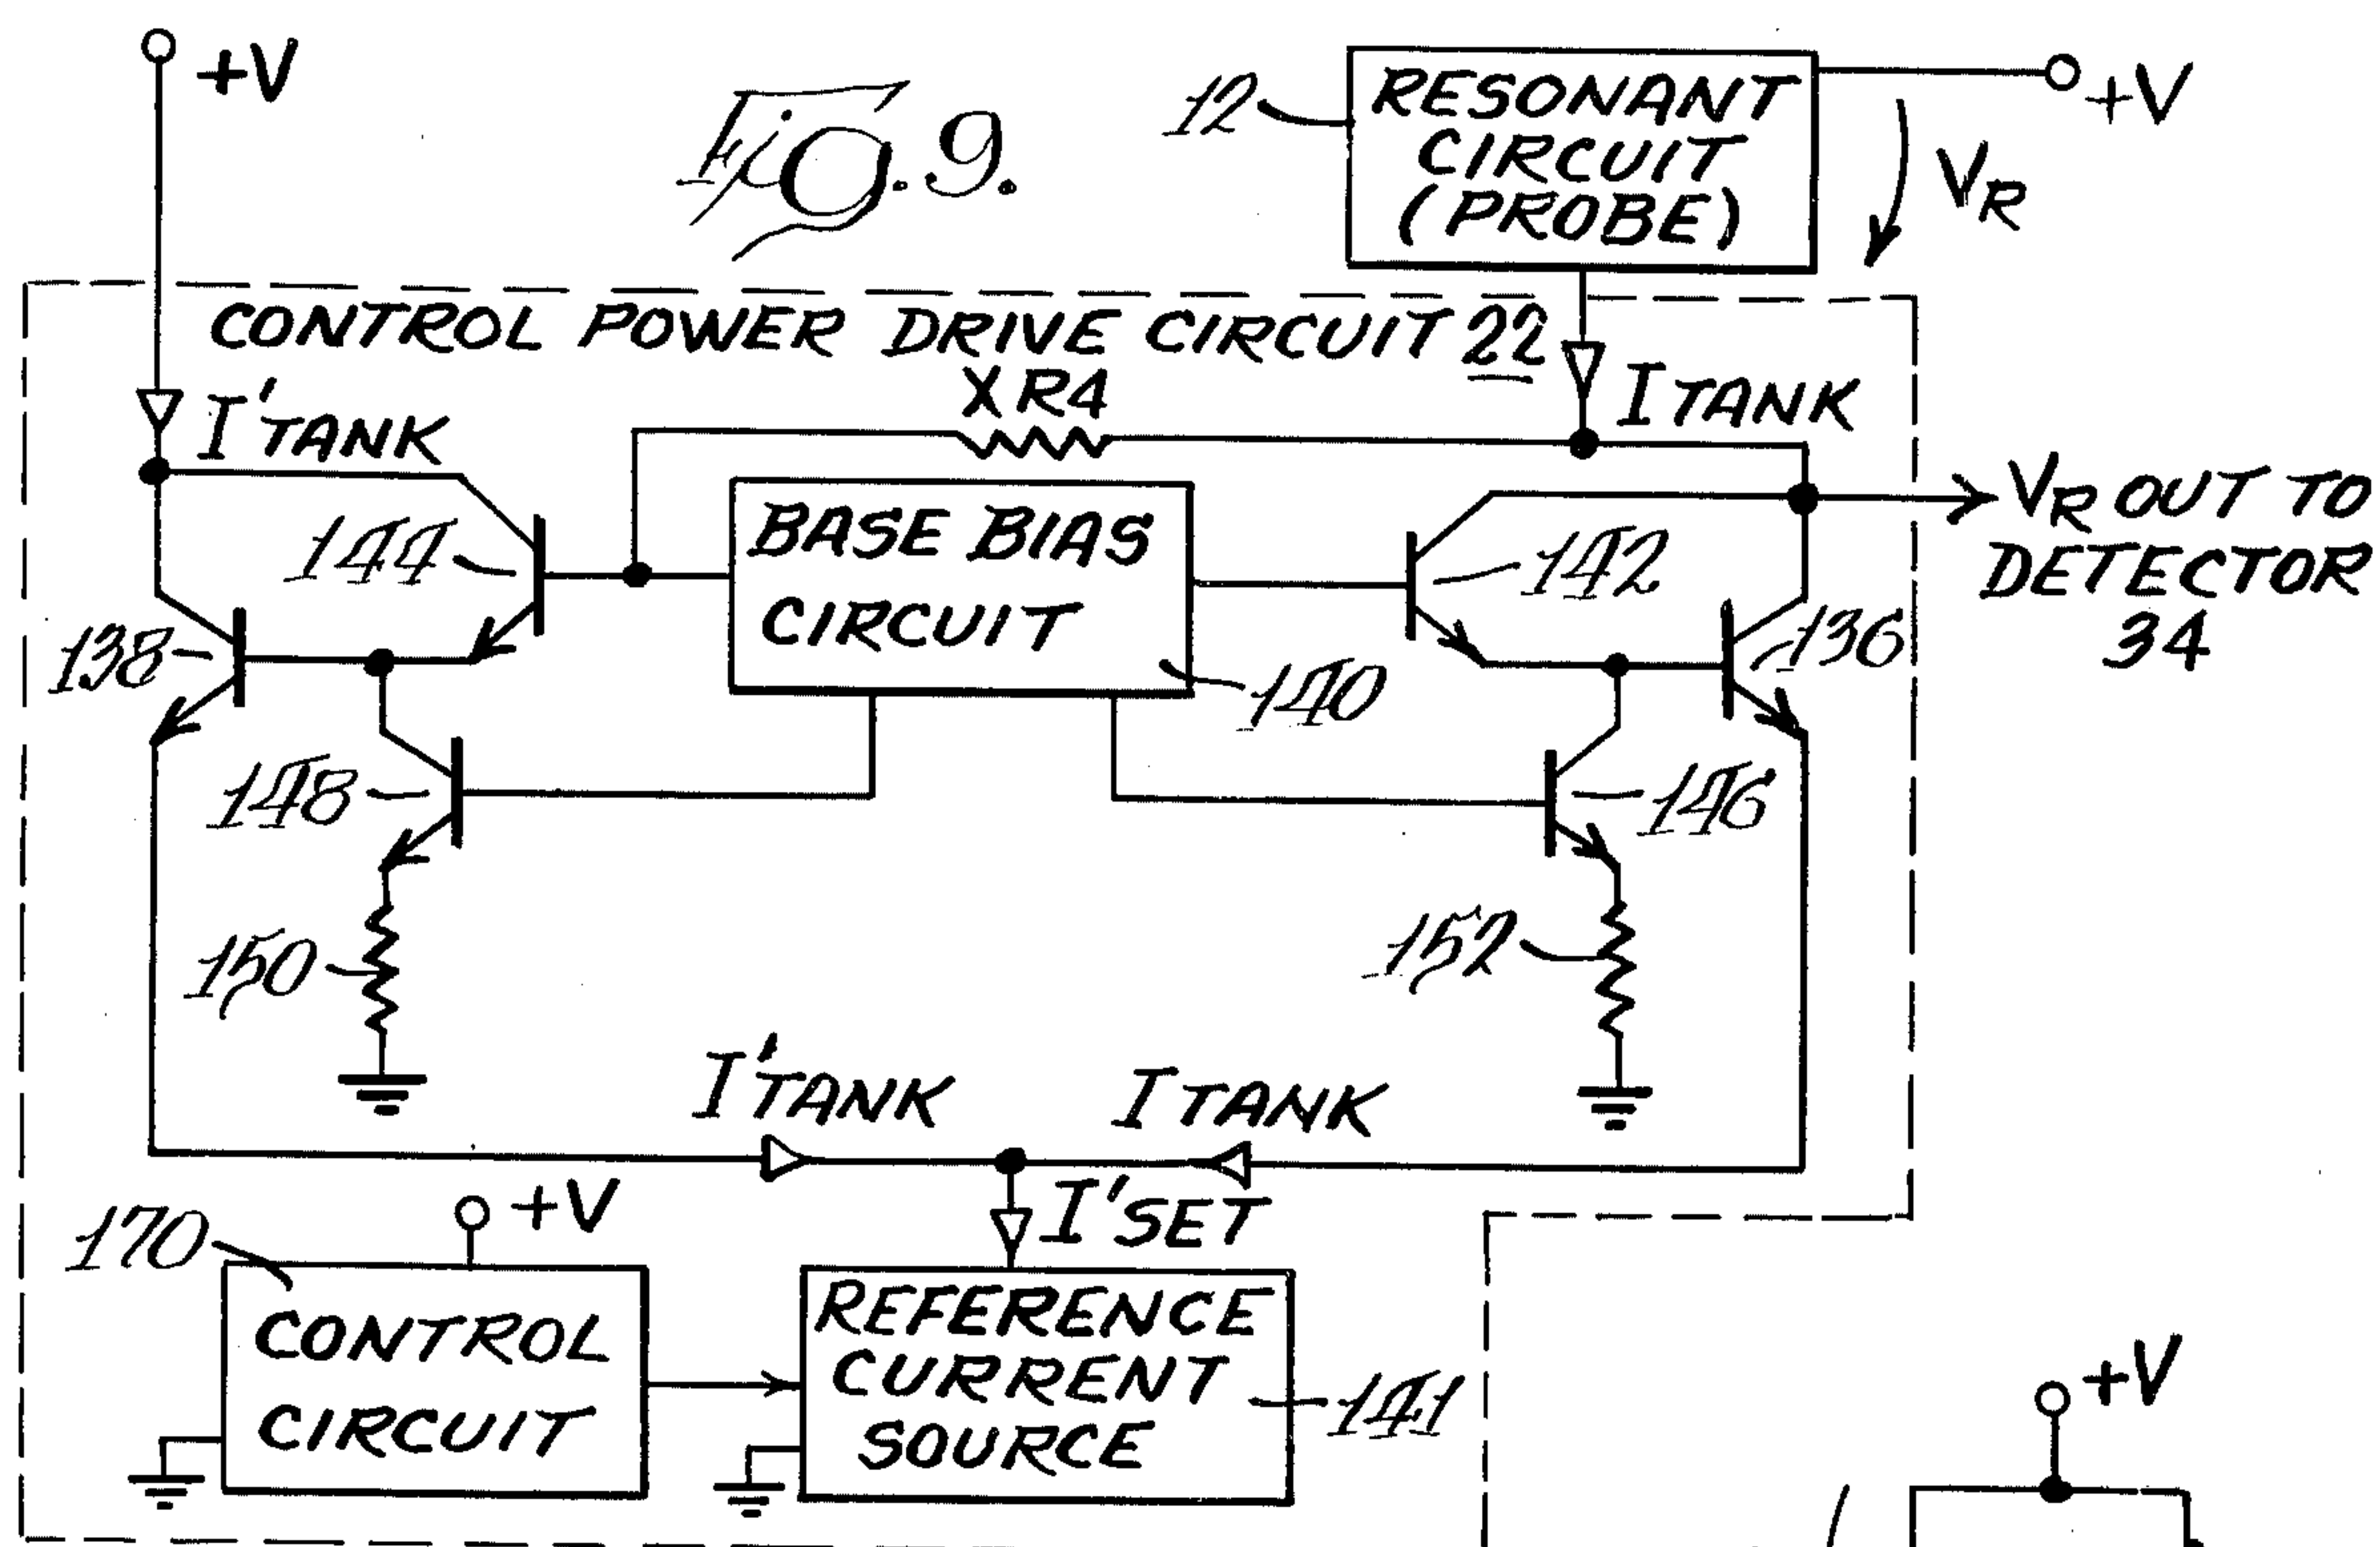 +V
Fig. 9.
12
RESONANT
CIRCUIT
(PROBE)
+V
VR
CONTROL POWER DRIVE CIRCUIT 22
I'TANK
XR4
ITANK
VR OUT TO
DETECTOR
34
144
BASE BIAS
CIRCUIT
142
138
140
136
148
146
150
152
I'TANK
ITANK
170
+V
I'SET
CONTROL
CIRCUIT
REFERENCE
CURRENT
SOURCE
141
+V